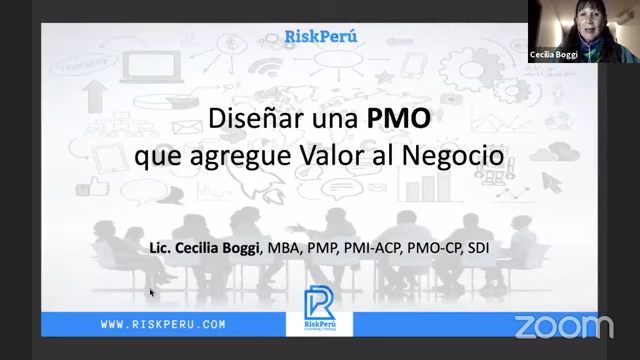 RiskPerú
Cecilia Boggi
Diseñar una PMO
que agregue Valor al Negocio
Lic. Cecilia Boggi, MBA, PMP, PMI-ACP, PMO-CP, SDI
WWW.RISKPERU.COM
RiskPerú
zoom